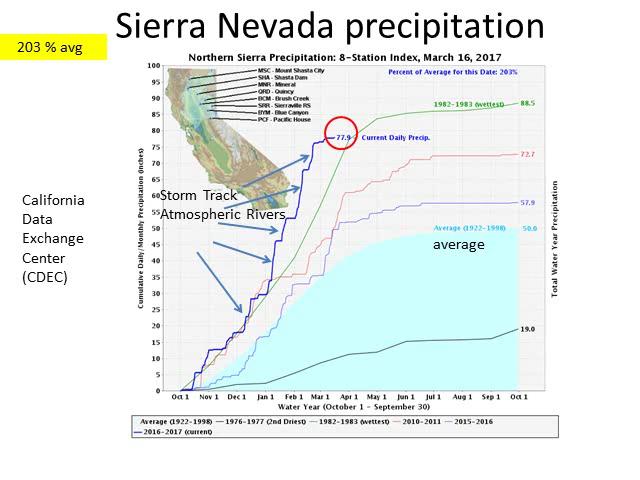 Sierra Nevada precipitation
203 % avg
Northern Sierra Precipitation: 8-Station Index, March 16, 2017
Percent of Average for this Date: 203%
MSC - Mount Shasta City
SHA - Shasta Dam
MNR - Mineral
QRD - Quincy
BCM - Brush Creek
SRR - Sierraville RS
BYM - Blue Canyon
PCF - Pacific House
1982-1983 (wettest)
88.5
77.9
Current Daily Precip.
72.7
57.9
Average (1922-1998)
50.0
average
19.0
Storm Track
Atmospheric Rivers
California
Data
Exchange
Center
(CDEC)
Cumulative Daily/Monthly Precipitation (inches)
Total Water Year Precipitation
100
95
90
85
80
75
70
65
60
55
50
45
40
35
30
25
20
15
10
5
0
Oct 1 Nov 1 Dec 1 Jan 1 Feb 1 Mar 1 Apr 1 May 1 Jun 1 Jul 1 Aug 1 Sep 1 Oct 1
Water Year (October 1 - September 30)
Average (1922-1998) 1976-1977 (2nd Driest) 1982-1983 (wettest) 2010-2011 2015-2016
2016-2017 (current)